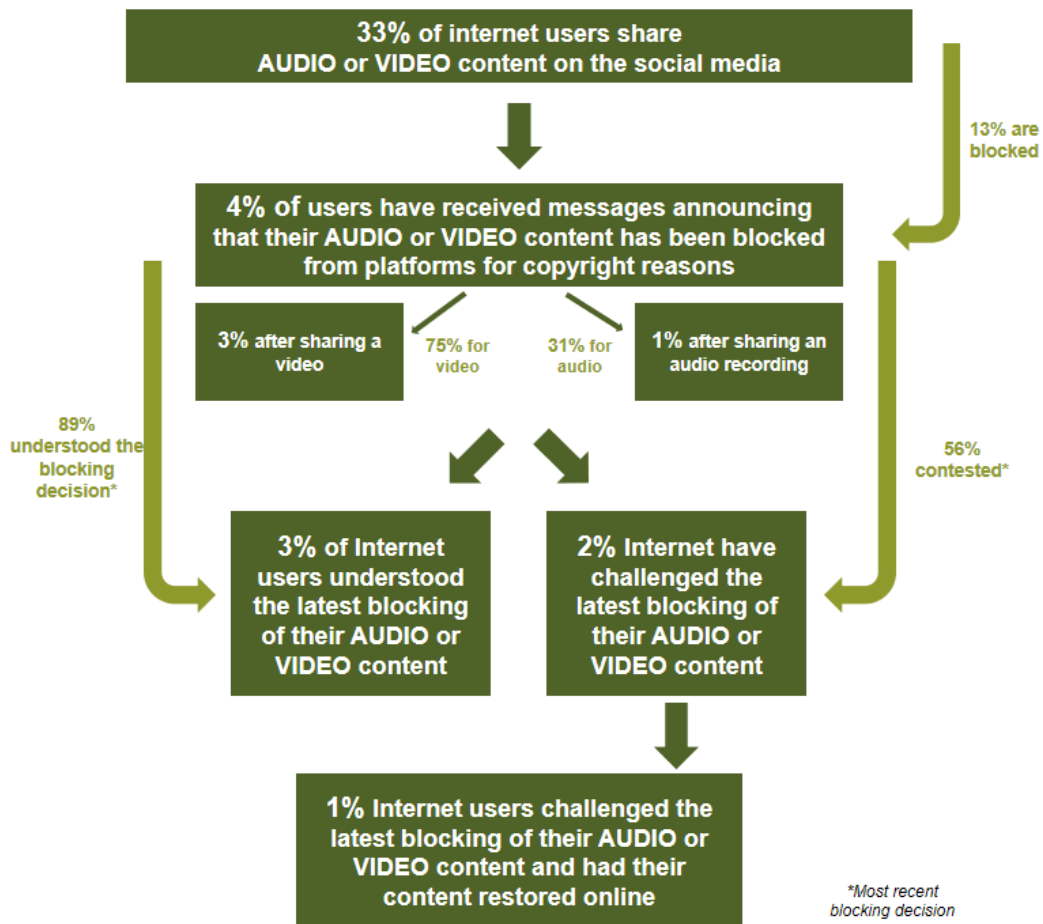 33% of internet users share
AUDIO or VIDEO content on the social media
13% are
blocked
4% of users have received messages announcing
that their AUDIO or VIDEO content has been blocked
from platforms for copyright reasons
3% after sharing a
video
75% for
video
31% for
audio
1% after sharing an
audio recording
89%
understood the
blocking
decision*
56%
contested*
3% of Internet
users understood
the latest blocking
of their AUDIO or
VIDEO content
2% Internet have
challenged the
latest blocking of
their AUDIO or
VIDEO content
1% Internet users challenged the
latest blocking of their AUDIO or
VIDEO content and had their
content restored online
*Most recent
blocking decision